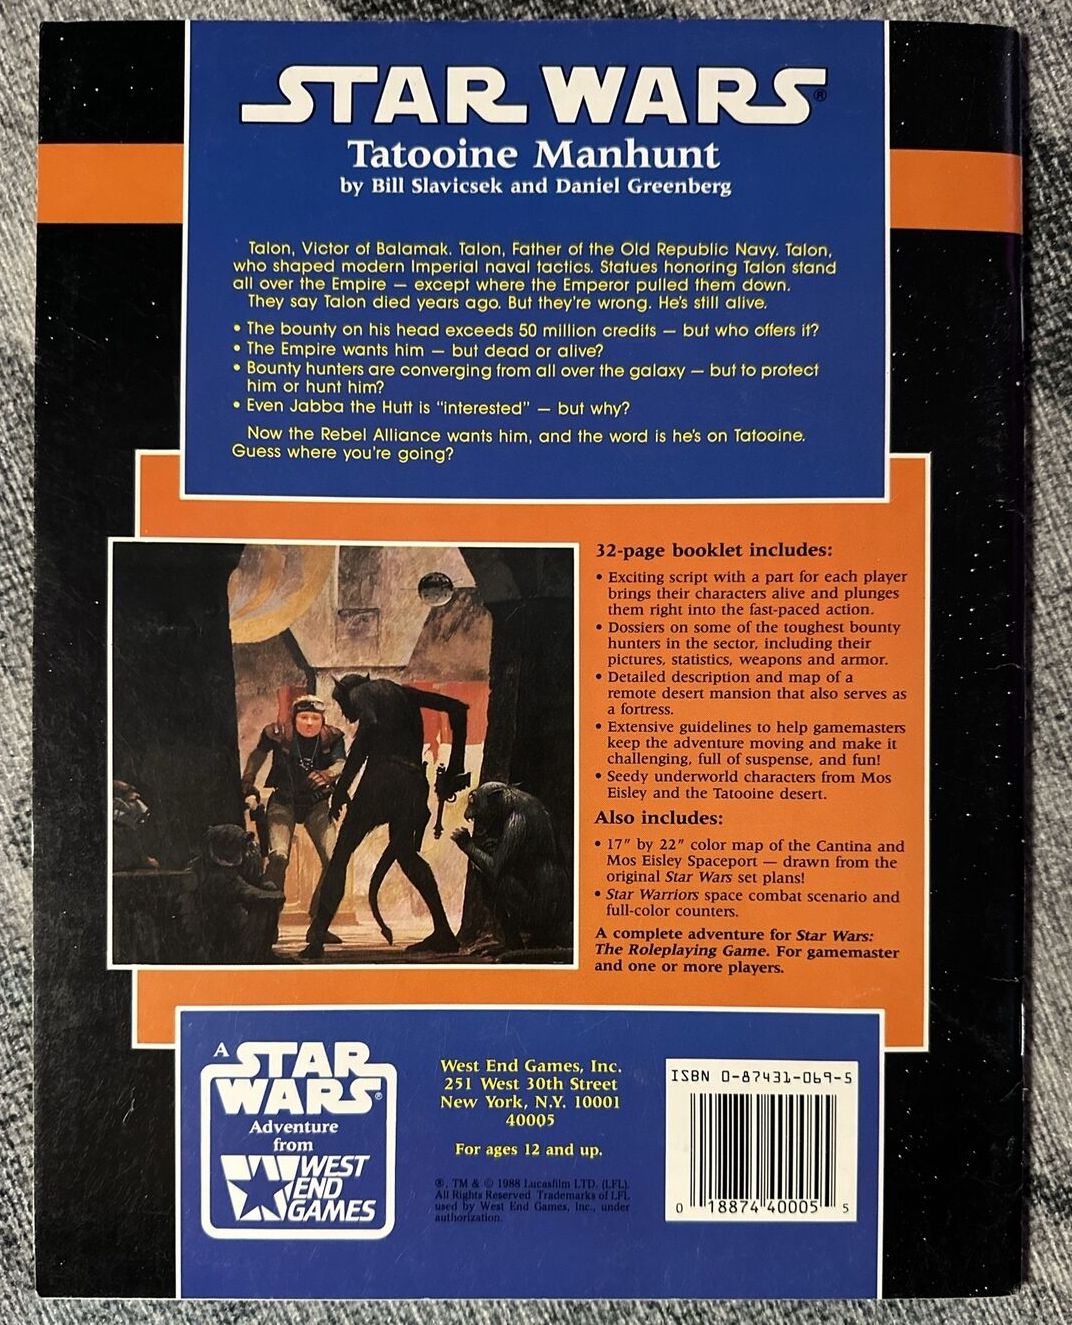 STAR WARS®
Tatooine Manhunt
by Bill Slavicsek and Daniel Greenberg
Talon, Victor of Balamak. Talon, Father of the Old Republic Navy. Talon,
who shaped modern Imperial naval tactics. Statues honoring Talon stand
all over the Empire — except where the Emperor pulled them down.
They say Talon died years ago. But they're wrong. He's still alive.
• The bounty on his head exceeds 50 million credits — but who offers it?
• The Empire wants him — but dead or alive?
• Bounty hunters are converging from all over the galaxy — but to protect
him or hunt him?
• Even Jabba the Hutt is "interested" — but why?
Now the Rebel Alliance wants him, and the word is he's on Tatooine.
Guess where you're going?
32-page booklet includes:
• Exciting script with a part for each player
brings their characters alive and plunges
them right into the fast-paced action.
• Dossiers on some of the toughest bounty
hunters in the sector, including their
pictures, statistics, weapons and armor.
• Detailed description and map of a
remote desert mansion that also serves as
a fortress.
• Extensive guidelines to help gamemasters
keep the adventure moving and make it
challenging, full of suspense, and fun!
• Seedy underworld characters from Mos
Eisley and the Tatooine desert.
Also includes:
• 17" by 22" color map of the Cantina and
Mos Eisley Spaceport — drawn from the
original Star Wars set plans!
• Star Warriors space combat scenario and
full-color counters.
A complete adventure for Star Wars:
The Roleplaying Game. For gamemaster
and one or more players.
A STAR
WARS®
Adventure
from
WEST
END
GAMES
West End Games, Inc.
251 West 30th Street
New York, N.Y. 10001
40005
For ages 12 and up.
®, TM & © 1988 Lucasfilm LTD. (LFL).
All Rights Reserved. Trademarks of LFL
used by West End Games, Inc., under
authorization.
ISBN 0-87431-069-5
0 18874 40005 5